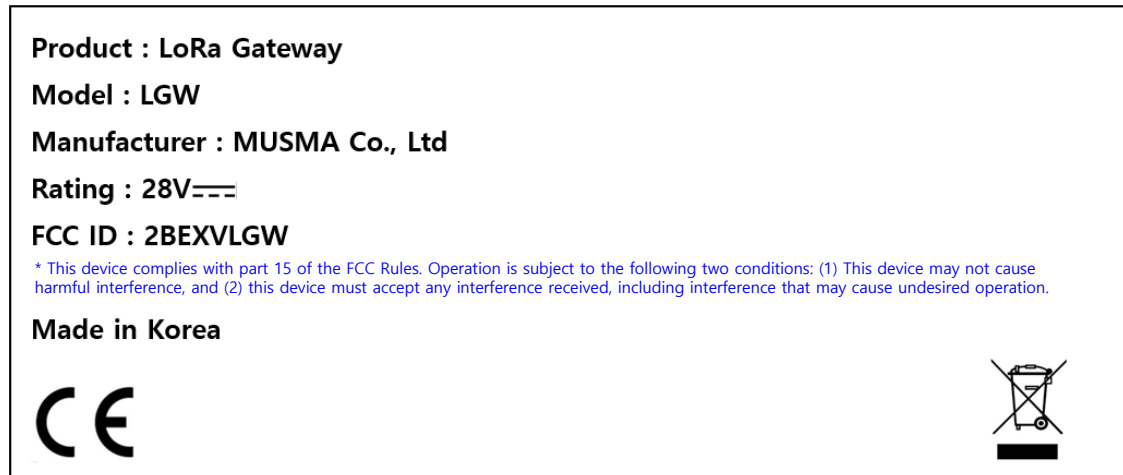 Product : LoRa Gateway
Model : LGW
Manufacturer : MUSMA Co., Ltd
Rating : 28V⎓
FCC ID : 2BEXVLGW
* This device complies with part 15 of the FCC Rules. Operation is subject to the following two conditions: (1) This device may not cause
harmful interference, and (2) this device must accept any interference received, including interference that may cause undesired operation.
Made in Korea
CE